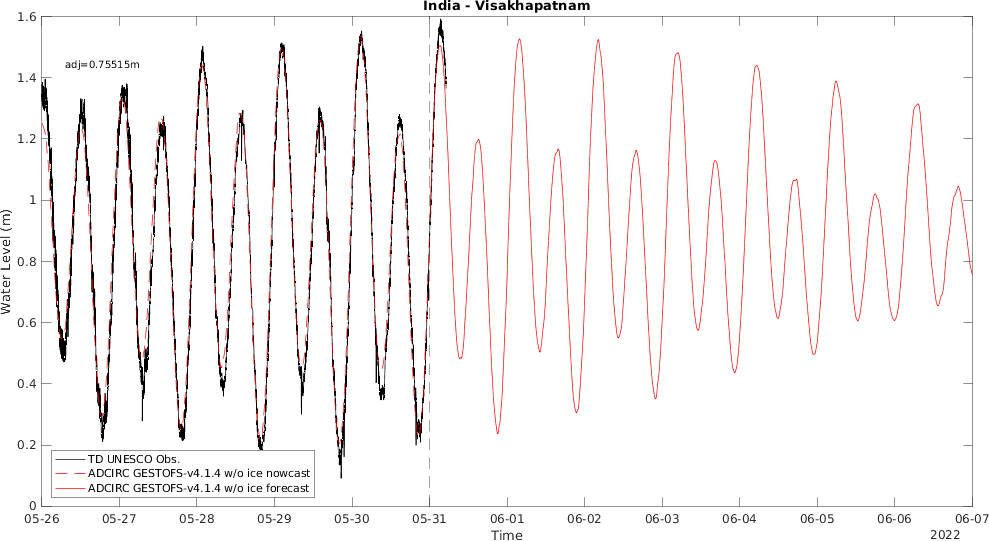 India - Visakhapatnam
1.6
1.4
1.2
1
0.8
0.6
0.4
0.2
0
Water Level (m)
adj=0.75515m
TD UNESCO Obs.
ADCIRC GESTOFS-v4.1.4 w/o ice nowcast
ADCIRC GESTOFS-v4.1.4 w/o ice forecast
05-26 05-27 05-28 05-29 05-30 05-31 06-01 06-02 06-03 06-04 06-05 06-06 06-07
Time
2022